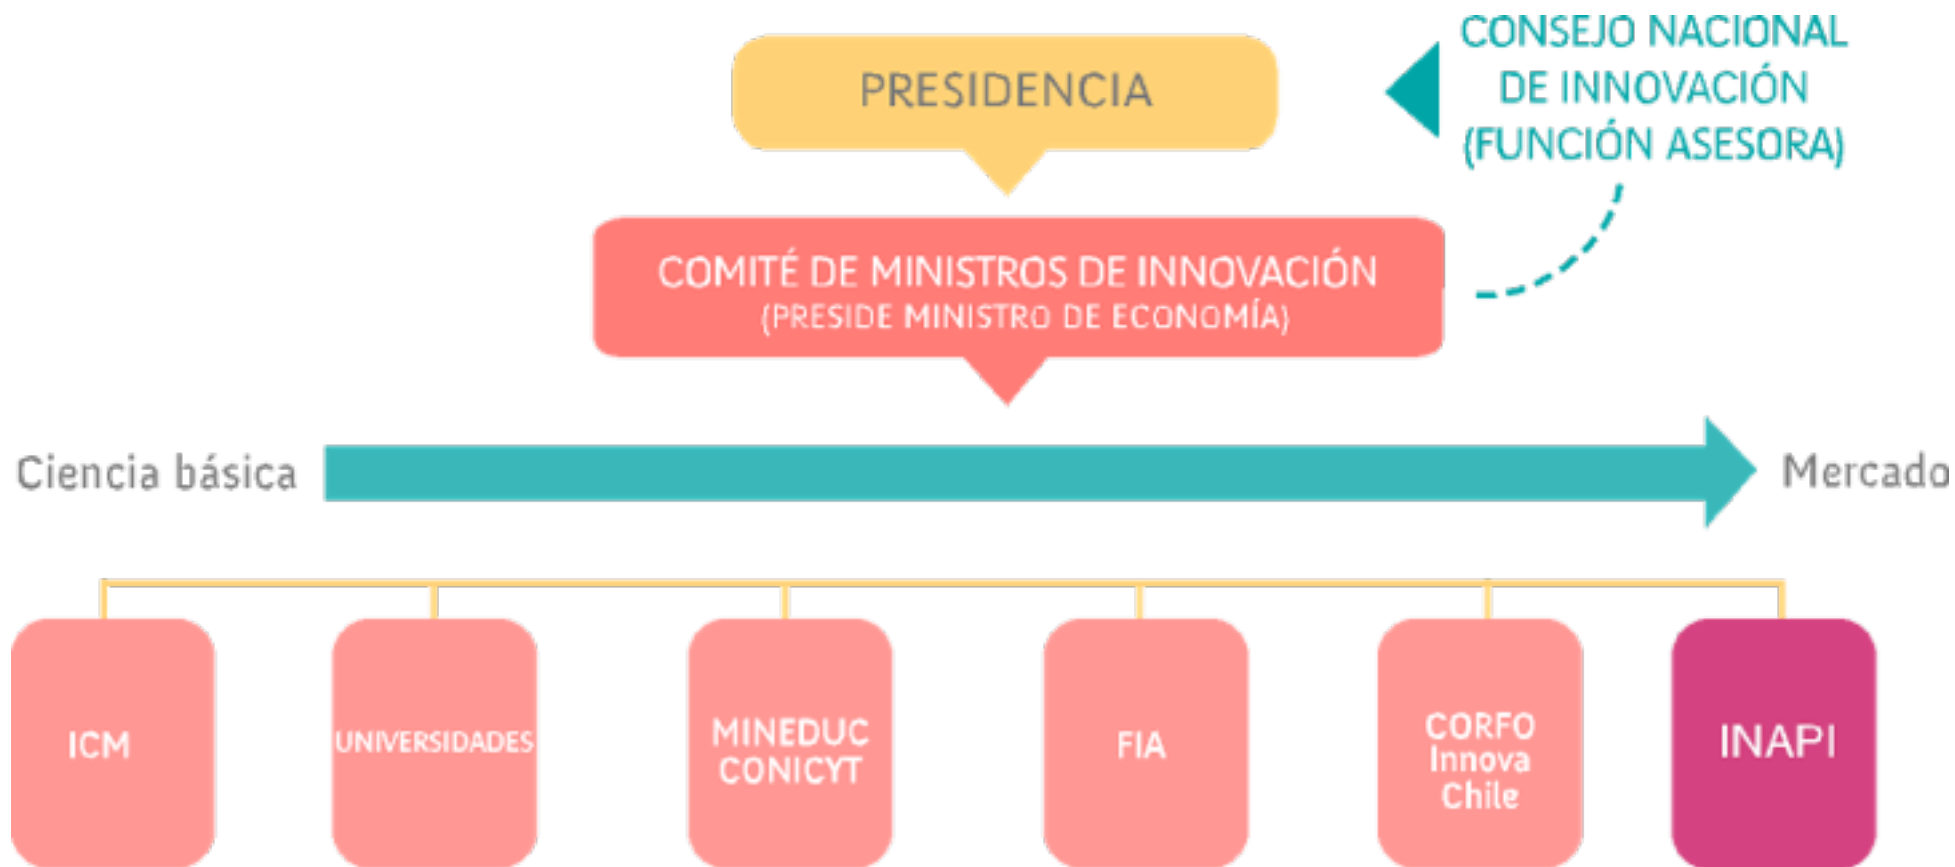 PRESIDENCIA
CONSEJO NACIONAL
DE INNOVACIÓN
(FUNCIÓN ASESORA)
COMITÉ DE MINISTROS DE INNOVACIÓN
(PRESIDE MINISTRO DE ECONOMÍA)
Ciencia básica
Mercado
ICM
UNIVERSIDADES
MINEDUC
CONICYT
FIA
CORFO
Innova
Chile
INAPI